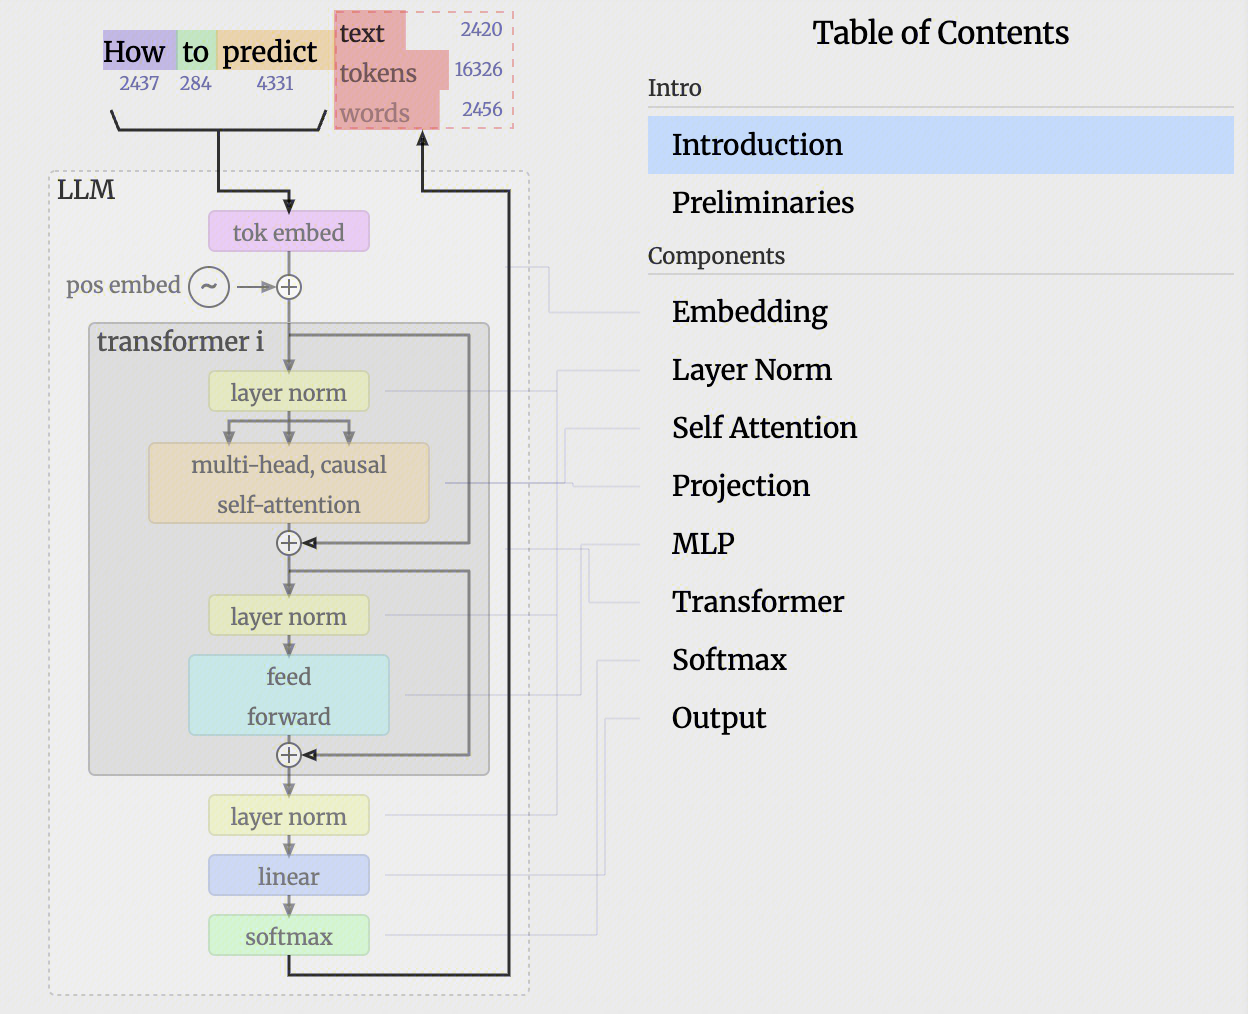 How to predict
2437 284 4331
text 2420
tokens 16326
words 2456
LLM
tok embed
pos embed ~
transformer i
layer norm
multi-head, causal
self-attention
layer norm
feed
forward
layer norm
linear
softmax
Table of Contents
Intro
Introduction
Preliminaries
Components
Embedding
Layer Norm
Self Attention
Projection
MLP
Transformer
Softmax
Output